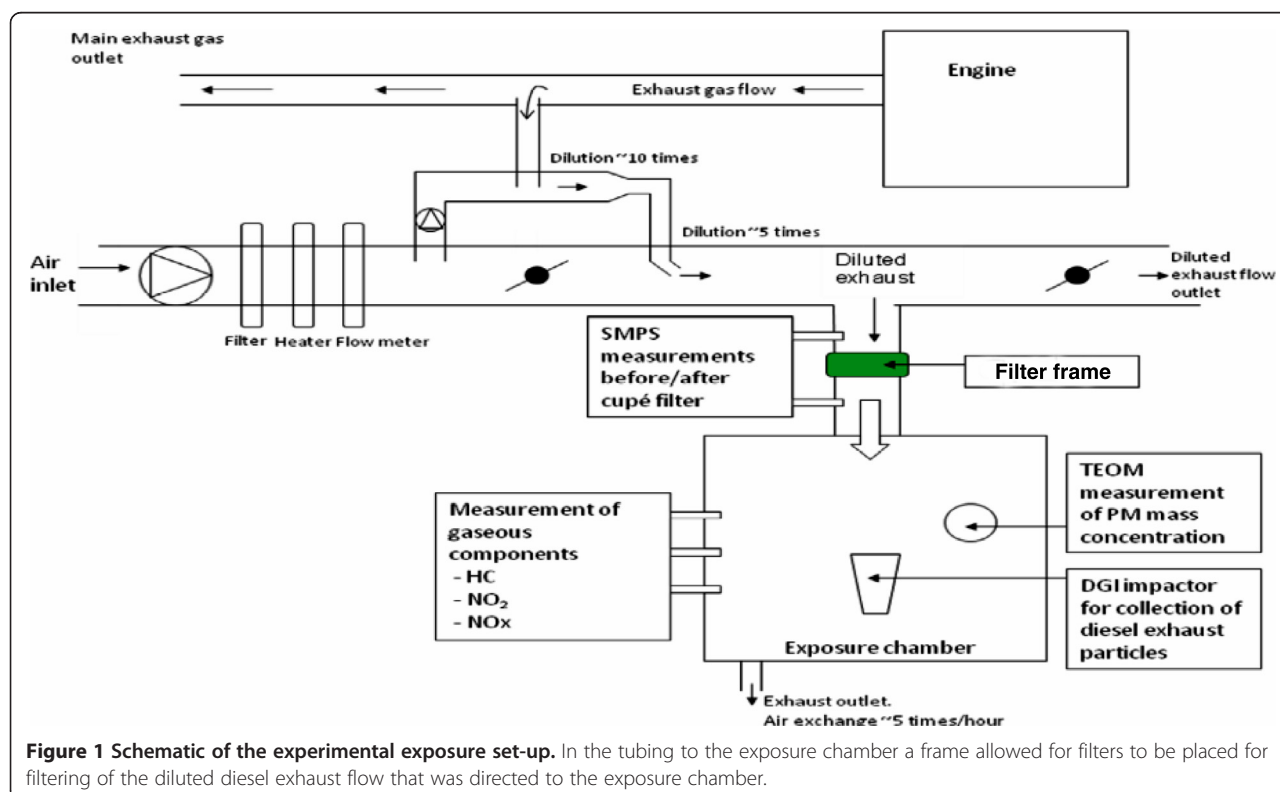 Main exhaust gas
outlet
Engine
Exhaust gas flow
Dilution~10 times
Dilution~5 times
Air
inlet
Diluted
exhaust
Diluted
exhaust flow
outlet
Filter Heater Flow meter
SMPS
measurements
before/after
cupé filter
Filter frame
Measurement of
gaseous
components
- HC
- NO₂
- NOx
TEOM
measurement
of PM mass
concentration
DGI impactor
for collection of
diesel exhaust
particles
Exposure chamber
Exhaust outlet.
Air exchange ~5 times/hour
Figure 1 Schematic of the experimental exposure set-up. In the tubing to the exposure chamber a frame allowed for filters to be placed for
filtering of the diluted diesel exhaust flow that was directed to the exposure chamber.